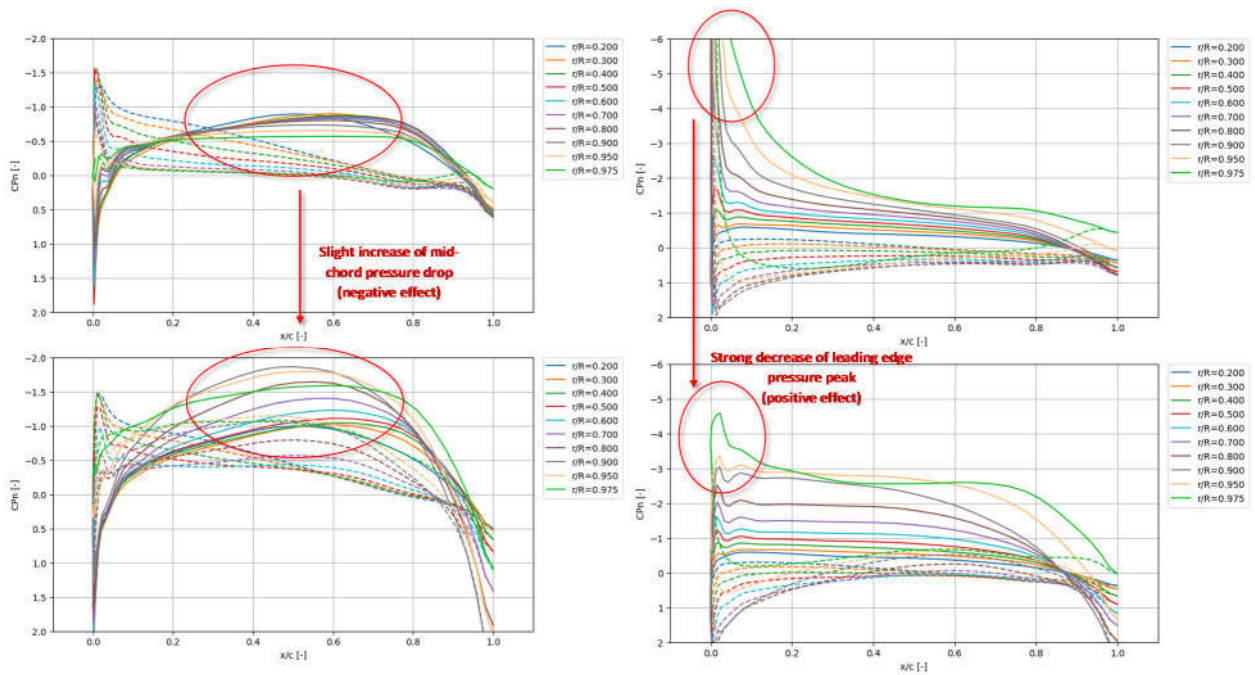 −2.0
−1.5
−1.0
−0.5
0.0
0.5
1.0
1.5
2.0
CPn [-]
0.0 0.2 0.4 0.6 0.8 1.0
x/c [-]
r/R=0.200
r/R=0.300
r/R=0.400
r/R=0.500
r/R=0.600
r/R=0.700
r/R=0.800
r/R=0.900
r/R=0.950
r/R=0.975
−6
−5
−4
−3
−2
−1
0
1
2
CPn [-]
0.0 0.2 0.4 0.6 0.8 1.0
x/c [-]
r/R=0.200
r/R=0.300
r/R=0.400
r/R=0.500
r/R=0.600
r/R=0.700
r/R=0.800
r/R=0.900
r/R=0.950
r/R=0.975
Slight increase of mid-
chord pressure drop
(negative effect)
Strong decrease of leading edge
pressure peak
(positive effect)
−2.0
−1.5
−1.0
−0.5
0.0
0.5
1.0
1.5
2.0
CPn [-]
0.0 0.2 0.4 0.6 0.8 1.0
x/c [-]
r/R=0.200
r/R=0.300
r/R=0.400
r/R=0.500
r/R=0.600
r/R=0.700
r/R=0.800
r/R=0.900
r/R=0.950
r/R=0.975
−6
−5
−4
−3
−2
−1
0
1
2
CPn [-]
0.0 0.2 0.4 0.6 0.8 1.0
x/c [-]
r/R=0.200
r/R=0.300
r/R=0.400
r/R=0.500
r/R=0.600
r/R=0.700
r/R=0.800
r/R=0.900
r/R=0.950
r/R=0.975